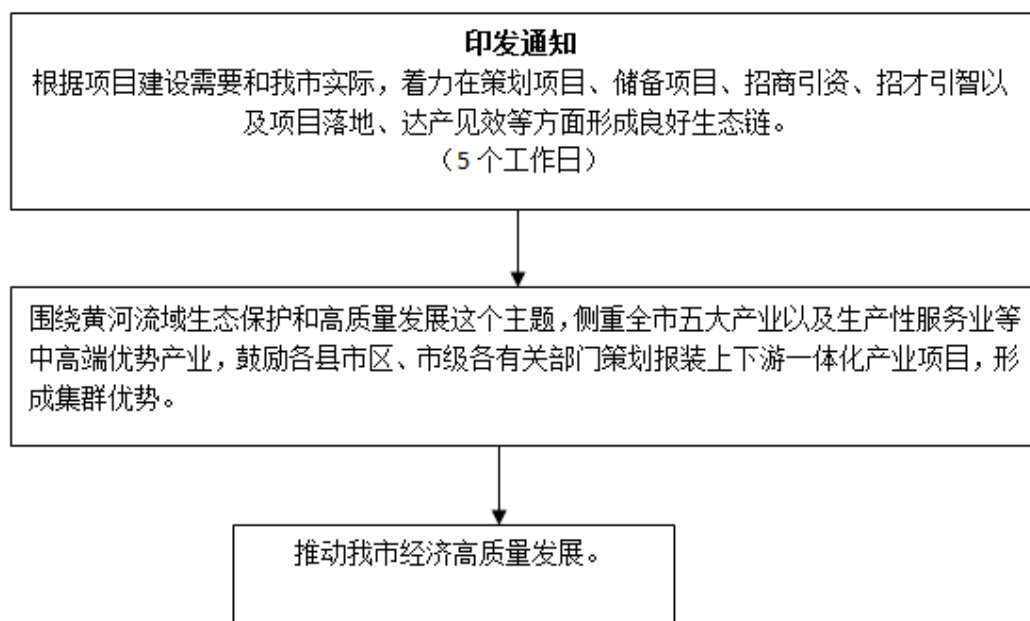 印发通知
根据项目建设需要和我市实际，着力在策划项目、储备项目、招商引资、招才引智以
及项目落地、达产见效等方面形成良好生态链。
（5 个工作日）
围绕黄河流域生态保护和高质量发展这个主题，侧重全市五大产业以及生产性服务业等
中高端优势产业，鼓励各县市区、市级各有关部门策划报装上下游一体化产业项目，形
成集群优势。
推动我市经济高质量发展。